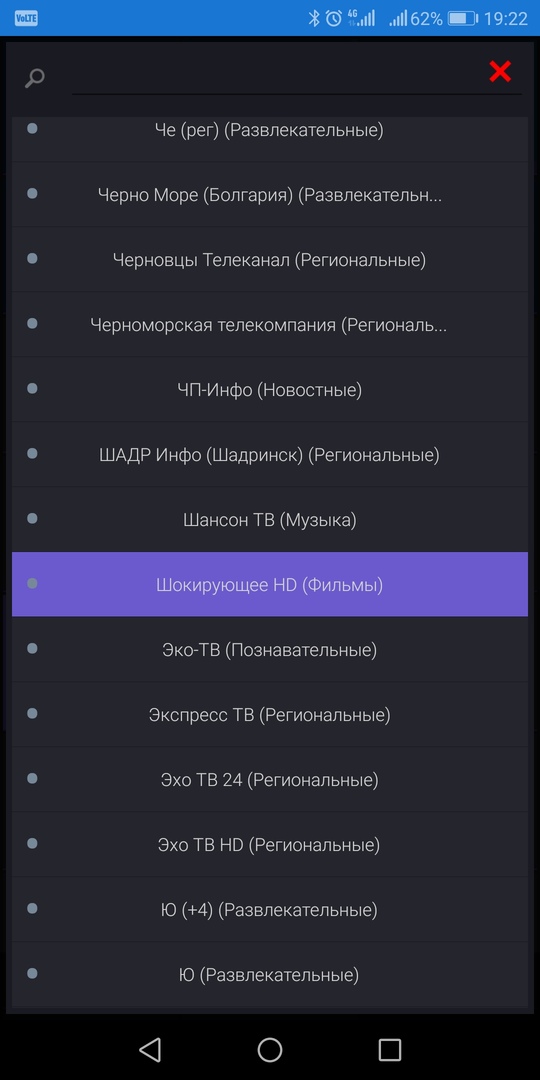 VoLTE 4G 62% 19:22
Че (рег) (Развлекательные)
Черно Море (Болгария) (Развлекательн...
Черновцы Телеканал (Региональные)
Черноморская телекомпания (Региональ...
ЧП-Инфо (Новостные)
ШАДР Инфо (Шадринск) (Региональные)
Шансон ТВ (Музыка)
Шокирующее HD (Фильмы)
Эко-ТВ (Познавательные)
Экспресс ТВ (Региональные)
Эхо ТВ 24 (Региональные)
Эхо ТВ HD (Региональные)
Ю (+4) (Развлекательные)
Ю (Развлекательные)